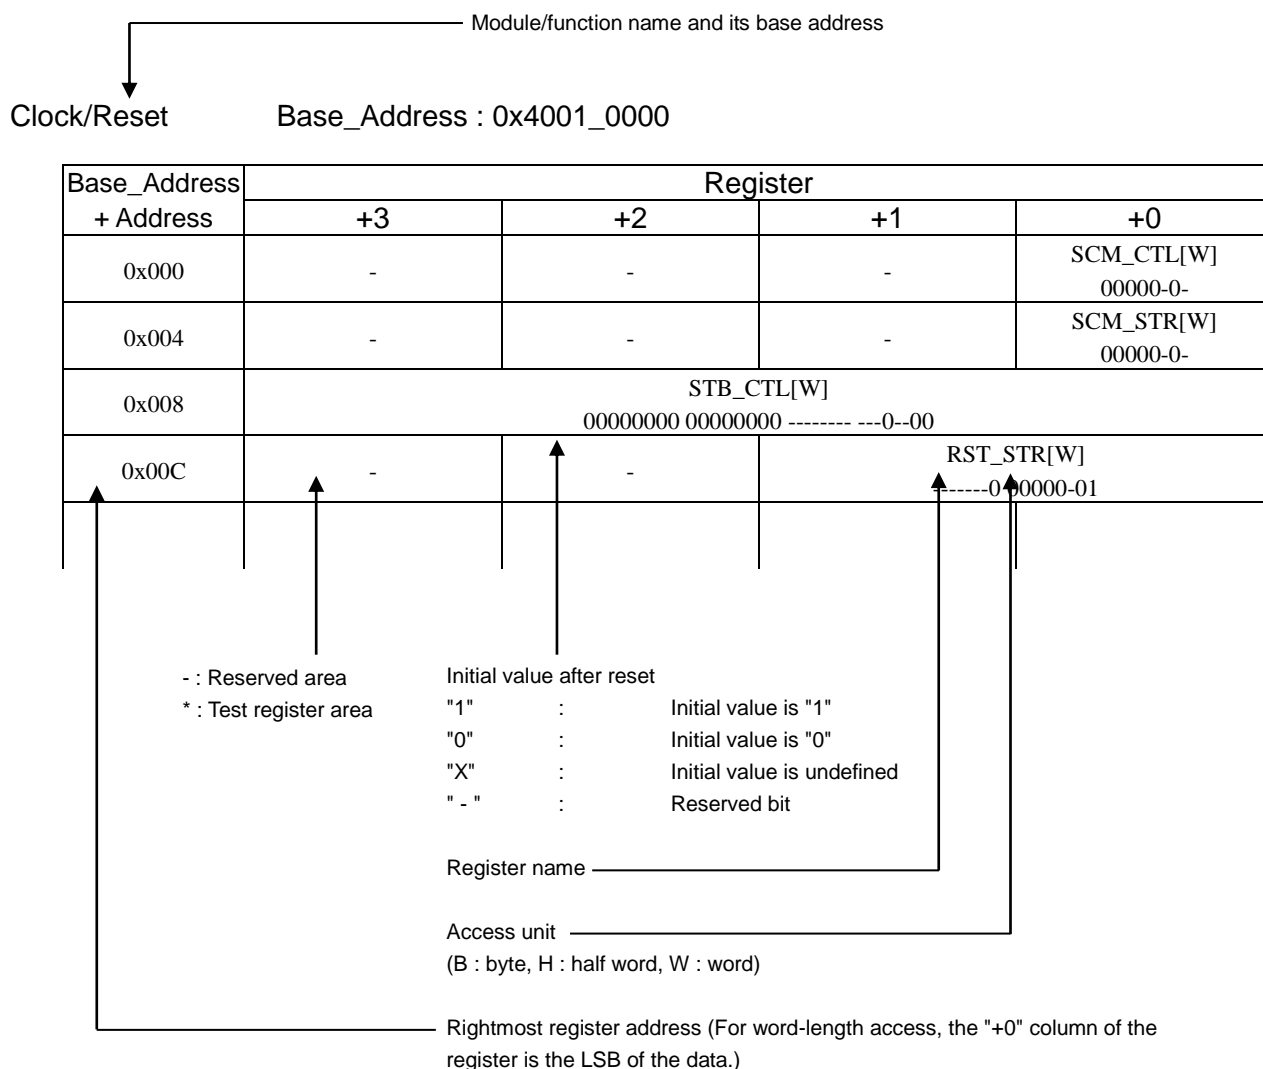 Module/function name and its base address
Clock/Reset Base_Address : 0x4001_0000
Base_Address Register
+ Address +3 +2 +1 +0
0x000 - - - SCM_CTL[W]
00000-0-
0x004 - - - SCM_STR[W]
00000-0-
0x008 STB_CTL[W]
00000000 00000000 -------- ---0--00
0x00C - - RST_STR[W]
-------0 00000-01
- : Reserved area
* : Test register area
Initial value after reset
"1" : Initial value is "1"
"0" : Initial value is "0"
"X" : Initial value is undefined
" - " : Reserved bit
Register name
Access unit
(B : byte, H : half word, W : word)
Rightmost register address (For word-length access, the "+0" column of the
register is the LSB of the data.)